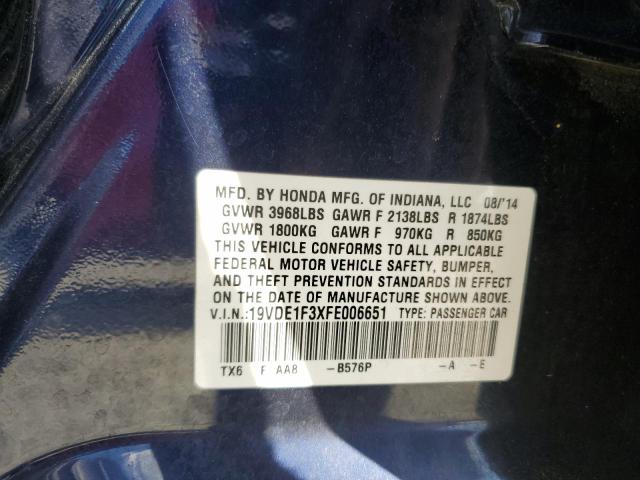 MFD. BY HONDA MFG. OF INDIANA, LLC 08/'14
GVWR 3968LBS GAWR F 2138LBS R 1874LBS
GVWR 1800KG GAWR F 970KG R 850KG
THIS VEHICLE CONFORMS TO ALL APPLICABLE
FEDERAL MOTOR VEHICLE SAFETY, BUMPER,
AND THEFT PREVENTION STANDARDS IN EFFECT
ON THE DATE OF MANUFACTURE SHOWN ABOVE.
V.I.N.:19VDE1F3XFE006651 TYPE: PASSENGER CAR
TX6 F AA8 -B576P -A -E